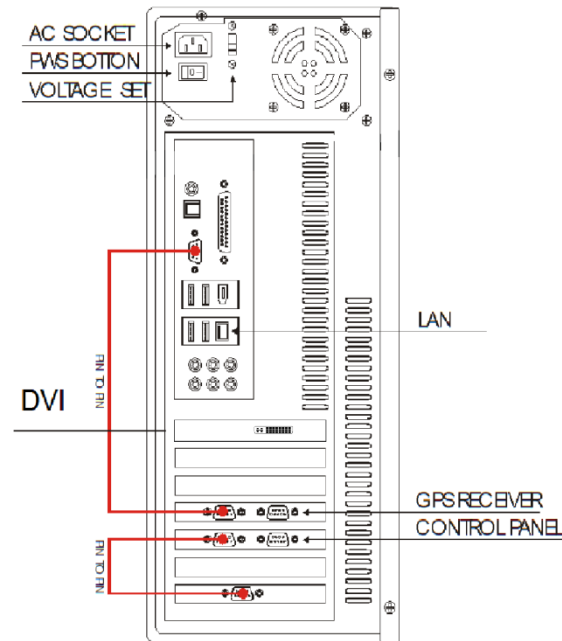 AC SOCKET
PWS BOTTON
VOLTAGE SET
LAN
PIN TO PIN
DVI
GPS RECEIVER
CONTROL PANEL
PIN TO PIN